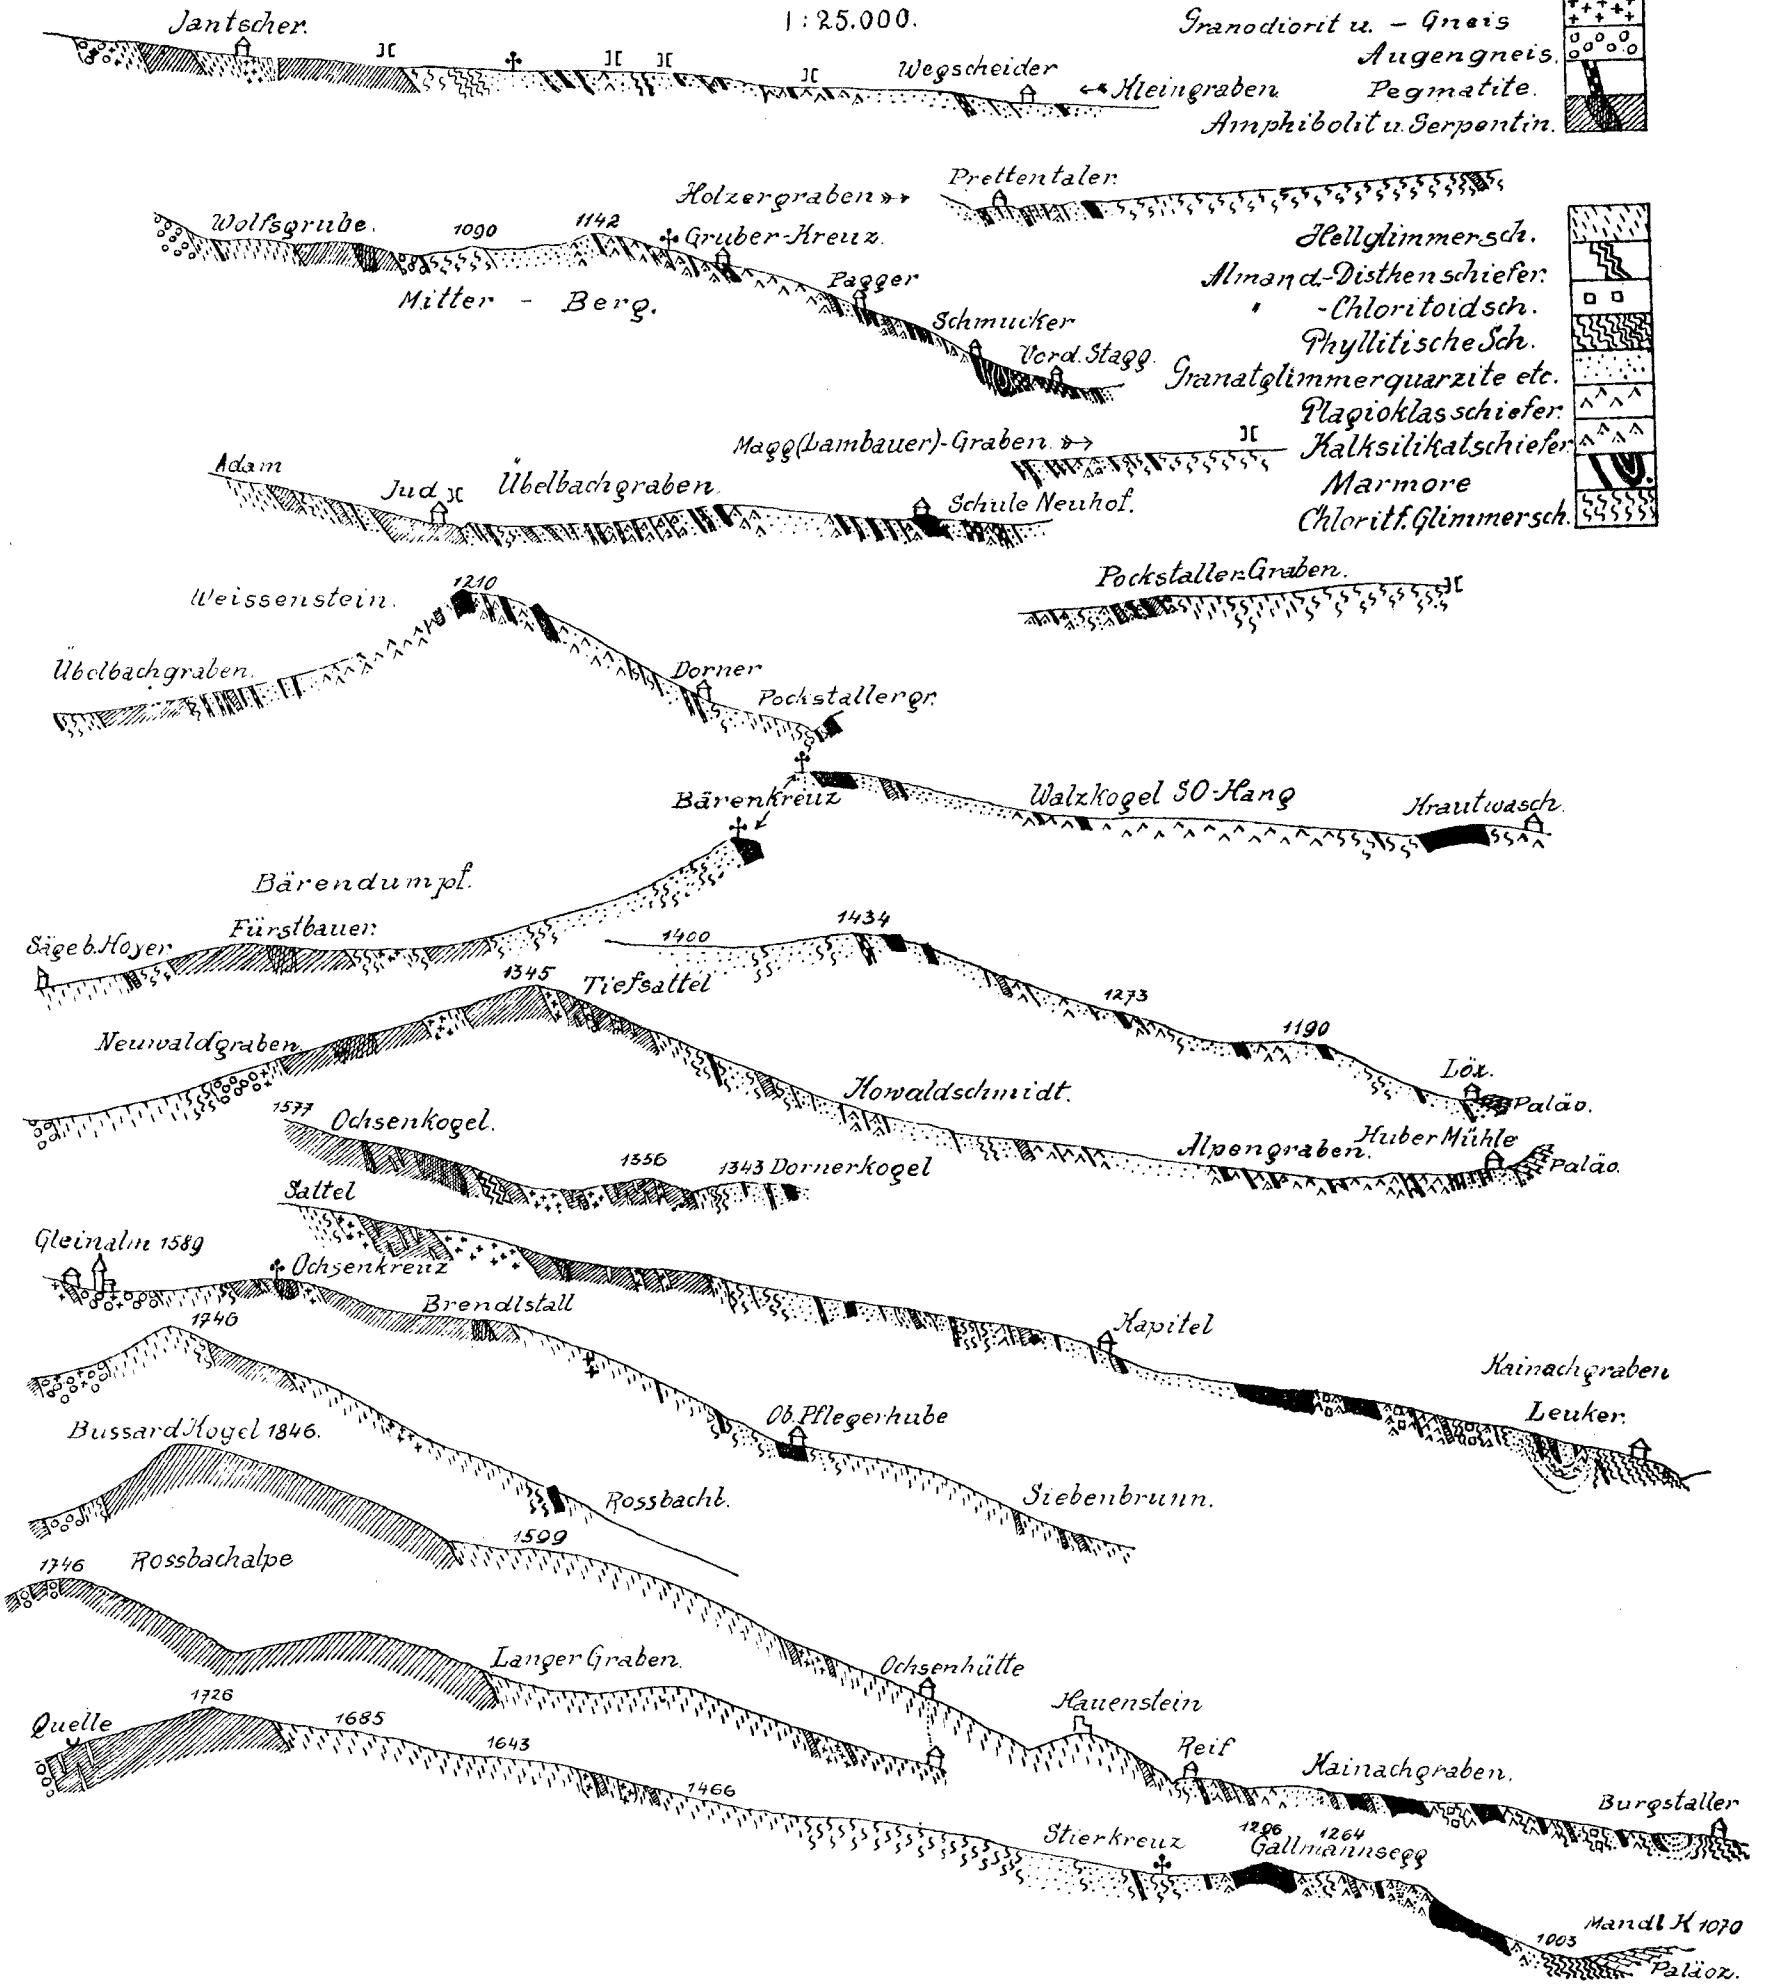 Jantscher.
1:25.000.
Granodiorit u. - Gneis
Augengneis.
Wegscheider
Kleingraben
Pegmatite.
Amphibolit u. Serpentin.
Prettentaler.
Holzergraben
Wolfsgrube.
1090
1142
Gruber-Kreuz.
Hellglimmersch.
Mitter - Berg.
Pagger
Almand.-Disthenschiefer.
" -Chloritoidsch.
Schmucker
Phyllitische Sch.
Vord. Stagg.
Granatglimmerquarzite etc.
Plagioklasschiefer.
Magg(Lambauer)-Graben.
Kalksilikatschiefer
Adam
Jud
Übelbachgraben.
Schule Neuhof.
Marmore
Chloritf. Glimmersch.
Weissenstein.
1210
Pockstaller-Graben.
Übelbachgraben.
Dorner
Pockstallergr.
Bärenkreuz
Walzkogel SO-Hang
Krautwasch.
Bärendumpf.
Säge b. Hoyer
Fürstbauer.
1400
1434
1345
Tiefsattel
1273
1190
Neuwaldgraben.
Löx.
Paläo.
Howaldschmidt.
1577
Ochsenkogel.
Alpengraben.
Huber Mühle
Paläo.
1356
1343 Dornerkogel
Sattel
Gleinalm 1589
Ochsenkreuz
Brendlstall
Kapitel
1746
Kainachgraben
Leuker.
Ob. Pflegerhube
Bussard Kogel 1846.
Rossbacht.
Siebenbrunn.
1599
1746
Rossbachalpe
Langer Graben.
Ochsenhütte
Hauenstein
1726
Quelle
1685
1643
Reif
Kainachgraben.
1466
Burgstaller
Stierkreuz
1206
1264
Gallmannsegg
Mandl K 1070
1003
Paläoz.